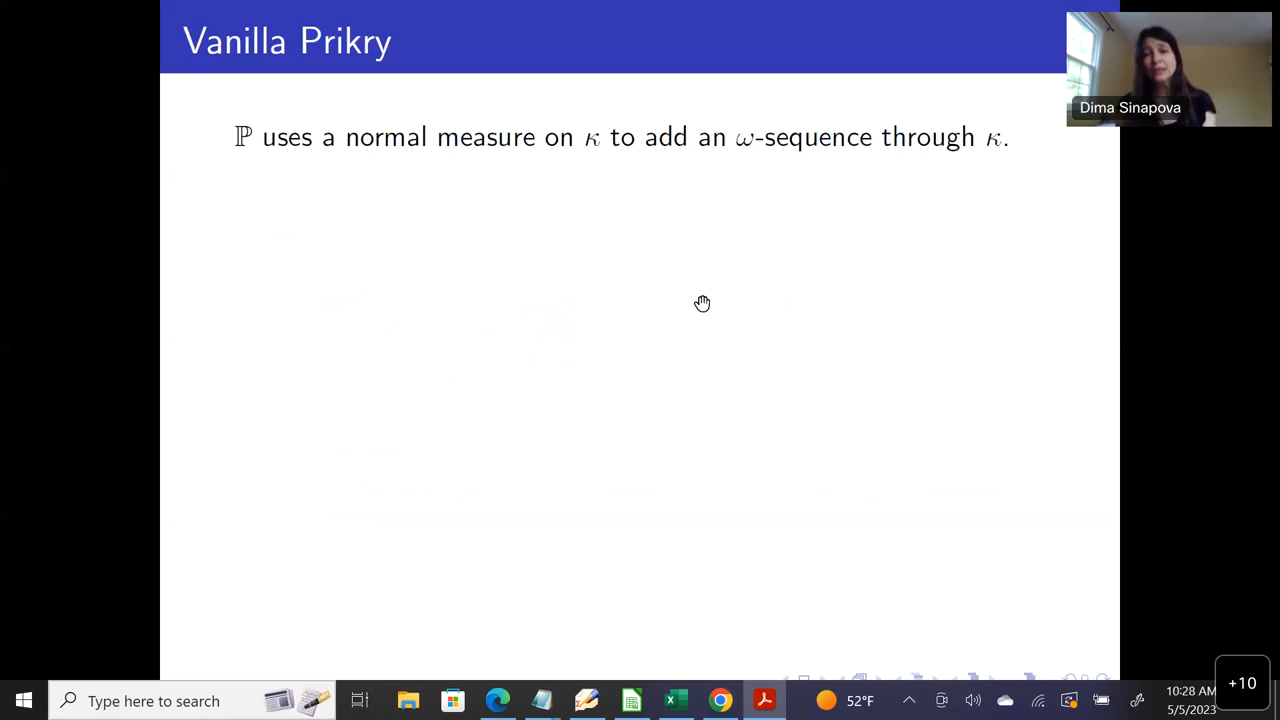 Vanilla Prikry
Dima Sinapova
ℙ uses a normal measure on κ to add an ω-sequence through κ.
+10
Type here to search
52°F
10:28 AM
5/5/2023